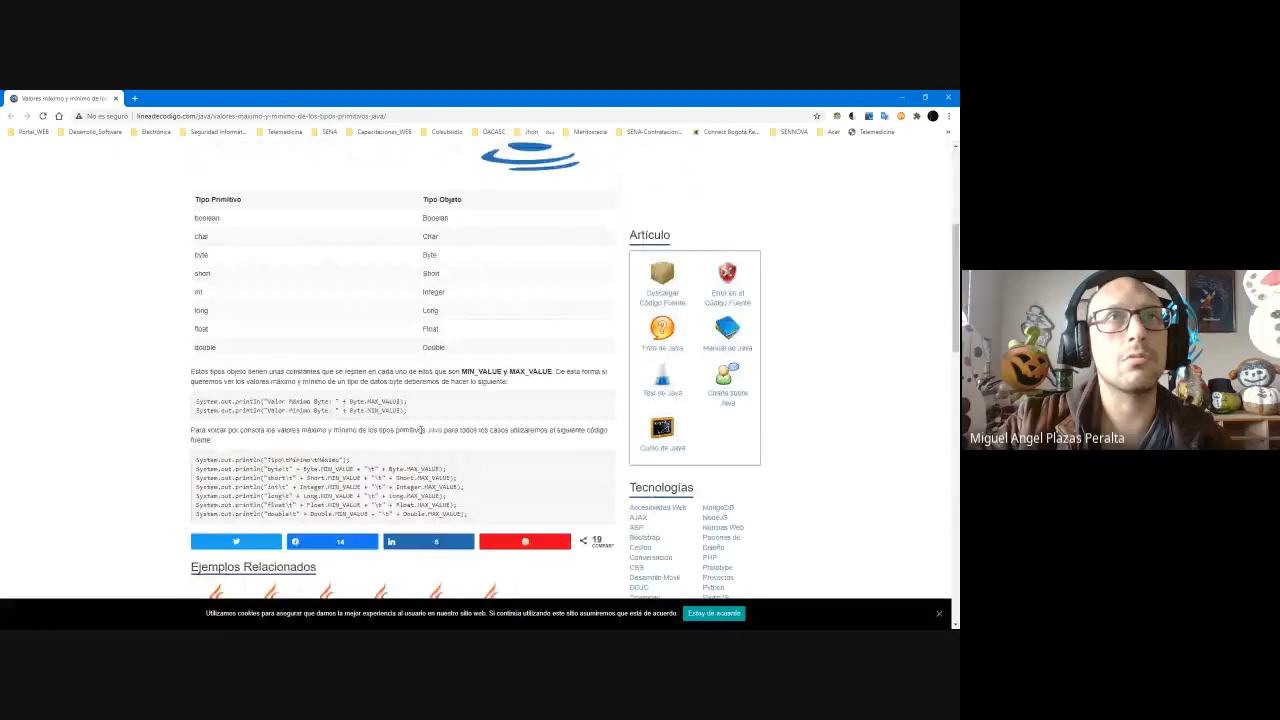 Valores máximo y mínimo de los
No es seguro | lineadecodigo.com/java/valores-maximo-y-minimo-de-los-tipos-primitivos-java/
Portal_WEB Desarrollo_Software Electrónica Seguridad Informát... Telemedicina SENA Capacitaciones_WEB Colsubsidio OACASC Jhon Meritocracia SENA-Contratación... Connect Bogotá Re... SENNOVA Acer Telemedicina »
Tipo Primitivo Tipo Objeto
boolean Boolean
char Char
byte Byte
short Short
int Integer
long Long
float Float
double Double
Estos tipos objeto tienen unas constantes que se repiten en cada uno de ellos que son MIN_VALUE y MAX_VALUE. De esta forma si
queremos ver los valores máximo y mínimo de un tipo de datos byte deberemos de hacer lo siguiente:
System.out.println("Valor Máximo Byte: " + Byte.MAX_VALUE);
System.out.println("Valor Mínimo Byte: " + Byte.MIN_VALUE);
Para volcar por consola los valores máximo y mínimo de los tipos primitivos Java para todos los casos utilizaremos el siguiente código
fuente:
System.out.println("Tipo\tMínimo\tMáximo");
System.out.println("byte\t" + Byte.MIN_VALUE + "\t" + Byte.MAX_VALUE);
System.out.println("short\t" + Short.MIN_VALUE + "\t" + Short.MAX_VALUE);
System.out.println("int\t" + Integer.MIN_VALUE + "\t" + Integer.MAX_VALUE);
System.out.println("long\t" + Long.MIN_VALUE + "\t" + Long.MAX_VALUE);
System.out.println("float\t" + Float.MIN_VALUE + "\t" + Float.MAX_VALUE);
System.out.println("double\t" + Double.MIN_VALUE + "\t" + Double.MAX_VALUE);
14 6 19
COMPART
Ejemplos Relacionados
Artículo
Descargar Error en el
Código Fuente Código Fuente
Foro de Java Manual de Java
Test de Java Charla sobre
Java
Curso de Java
Tecnologías
Accesibilidad Web MongoDB
AJAX NodeJS
ASP Normas Web
Bootstrap Patrones de
Ceylon Diseño
Conversación PHP
CSS Prototype
Desarrollo Móvil Proyectos
DOJO Python
Utilizamos cookies para asegurar que damos la mejor experiencia al usuario en nuestro sitio web. Si continúa utilizando este sitio asumiremos que está de acuerdo. Estoy de acuerdo
Miguel Angel Plazas Peralta